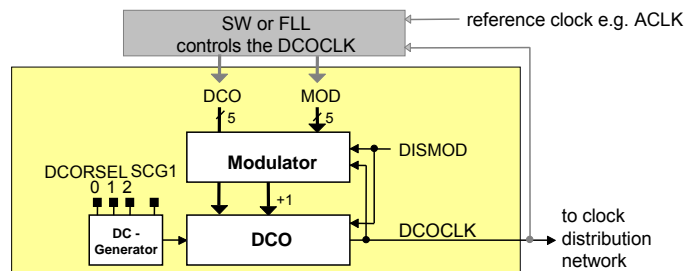 SW or FLL
controls the DCOCLK
reference clock e.g. ACLK
DCO
MOD
5
5
Modulator
DISMOD
DCORSEL SCG1
0 1 2
+1
DC -
Generator
DCO
DCOCLK
to clock
distribution
network